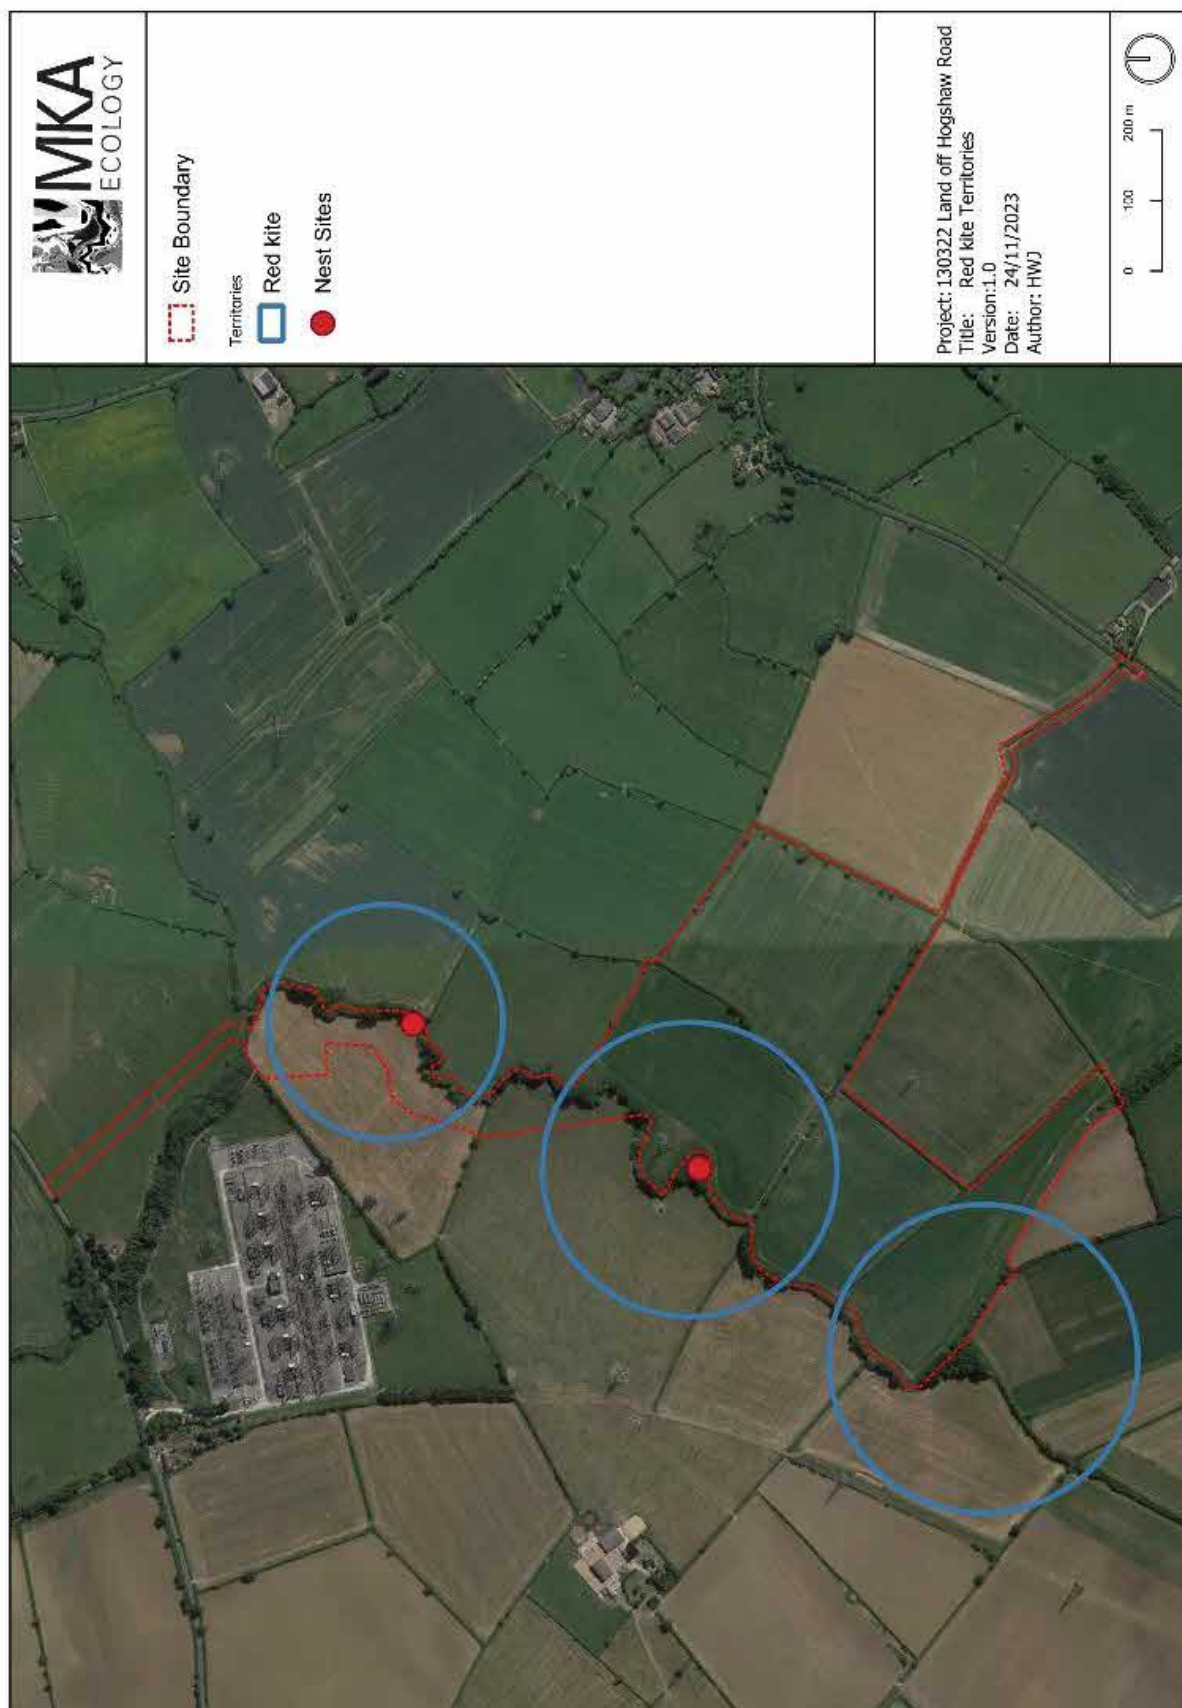 MKA
ECOLOGY
Site Boundary
Territories
Red kite
Nest Sites
Project: 130322 Land off Hogshaw Road
Title: Red kite Territories
Version:1.0
Date: 24/11/2023
Author: HWJ
0 100 200 m